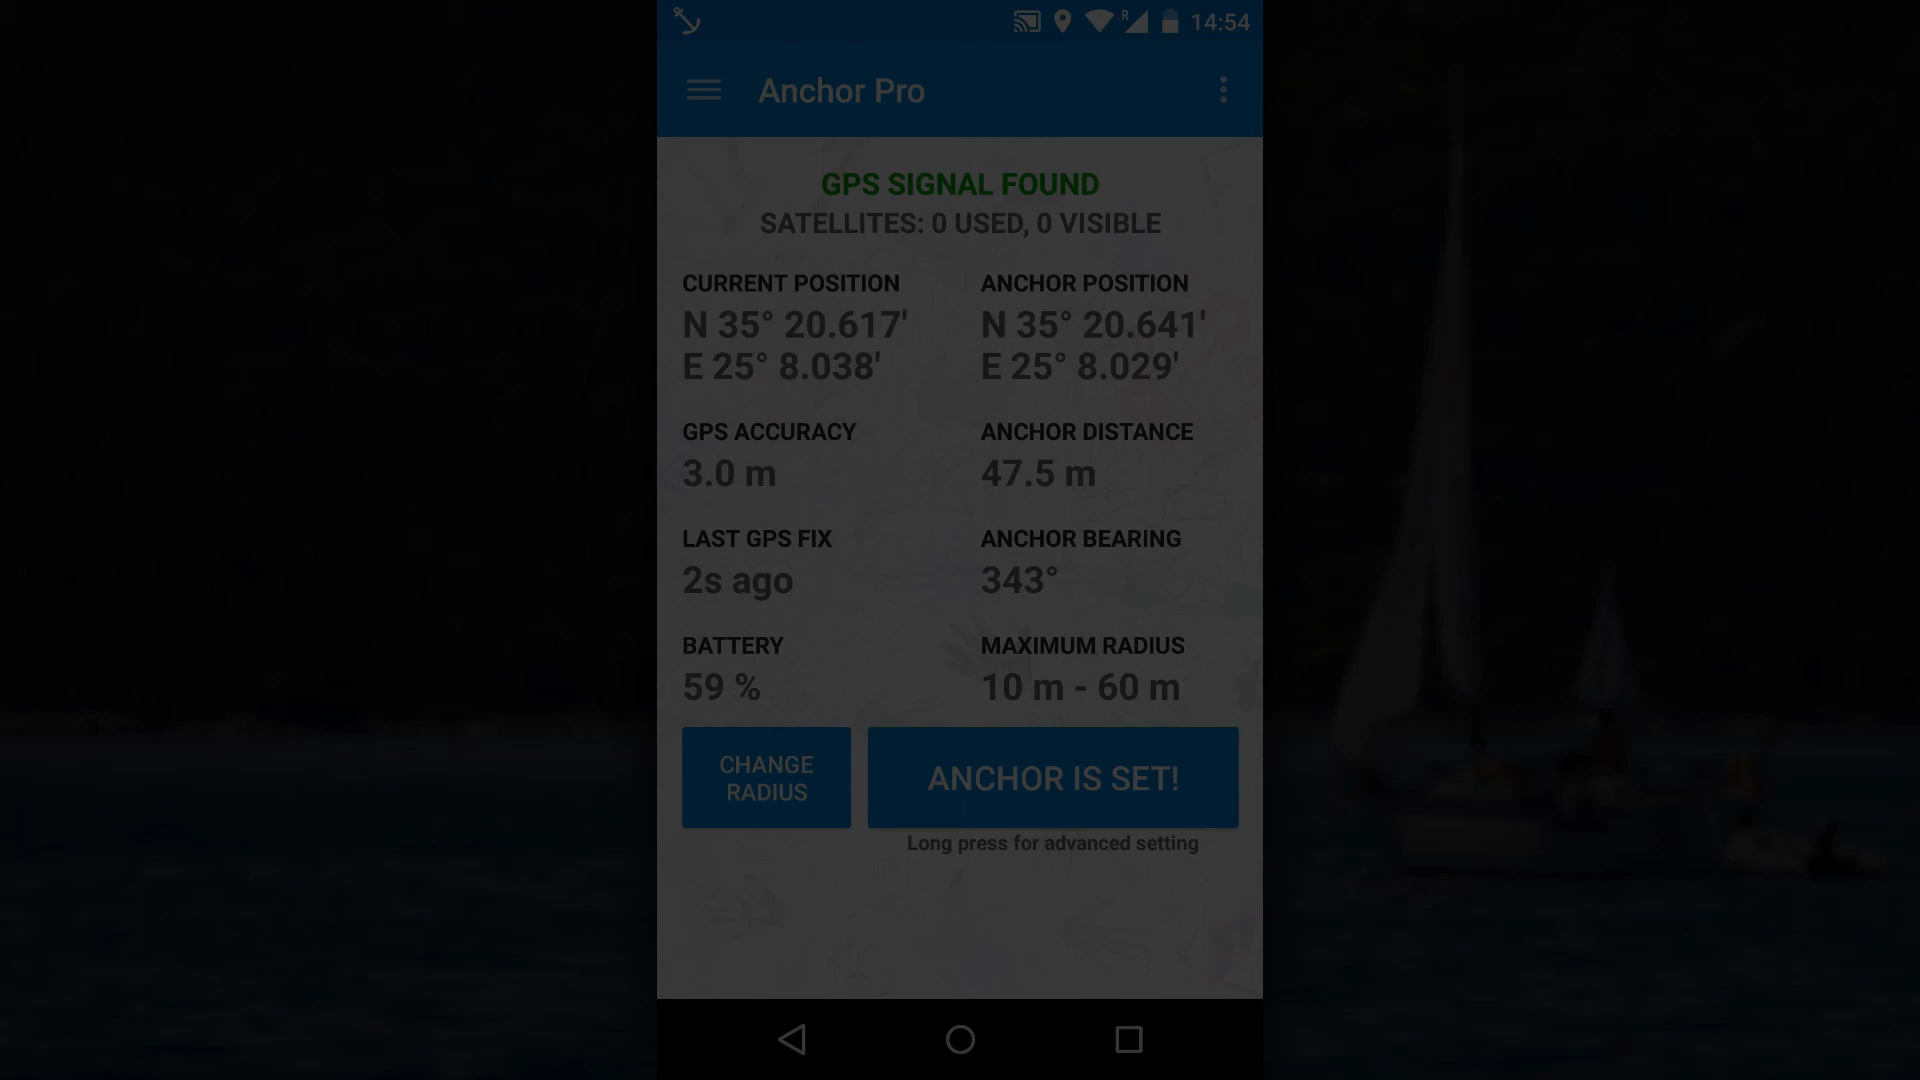 R 14:54
Anchor Pro
GPS SIGNAL FOUND
SATELLITES: 0 USED, 0 VISIBLE
CURRENT POSITION
N 35° 20.617'
E 25° 8.038'
ANCHOR POSITION
N 35° 20.641'
E 25° 8.029'
GPS ACCURACY
3.0 m
ANCHOR DISTANCE
47.5 m
LAST GPS FIX
2s ago
ANCHOR BEARING
343°
BATTERY
59 %
MAXIMUM RADIUS
10 m - 60 m
CHANGE
RADIUS
ANCHOR IS SET!
Long press for advanced setting